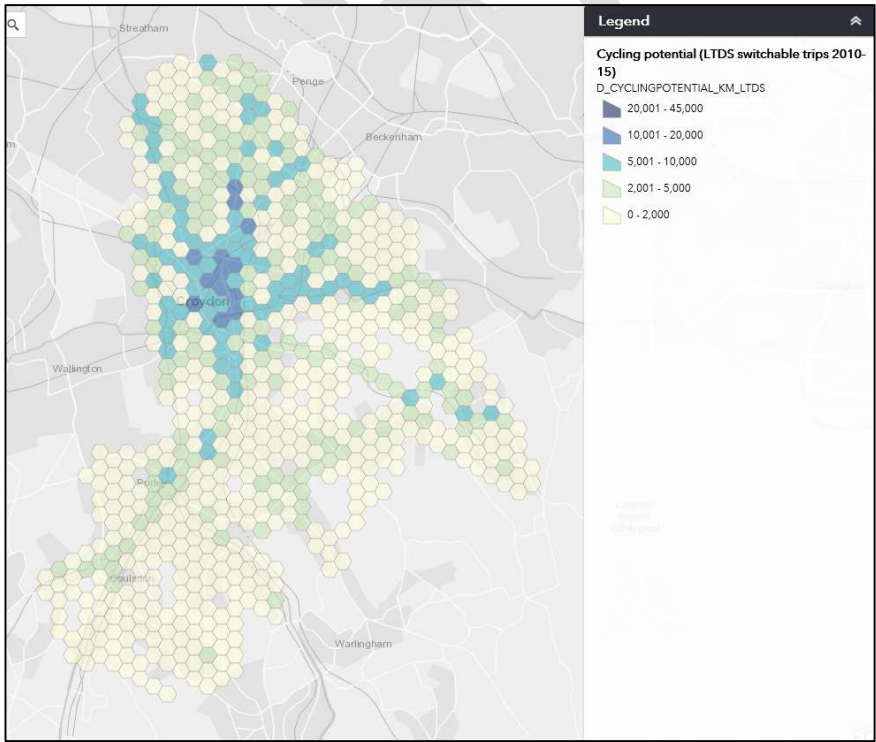 Legend
Cycling potential (LTDS switchable trips 2010-
15)
D_CYCLINGPOTENTIAL_KM_LTDS
20,001 - 45,000
10,001 - 20,000
5,001 - 10,000
2,001 - 5,000
0 - 2,000
Streatham
Penge
Beckenham
Croydon
Wallington
Purley
Coulsdon
Warlingham